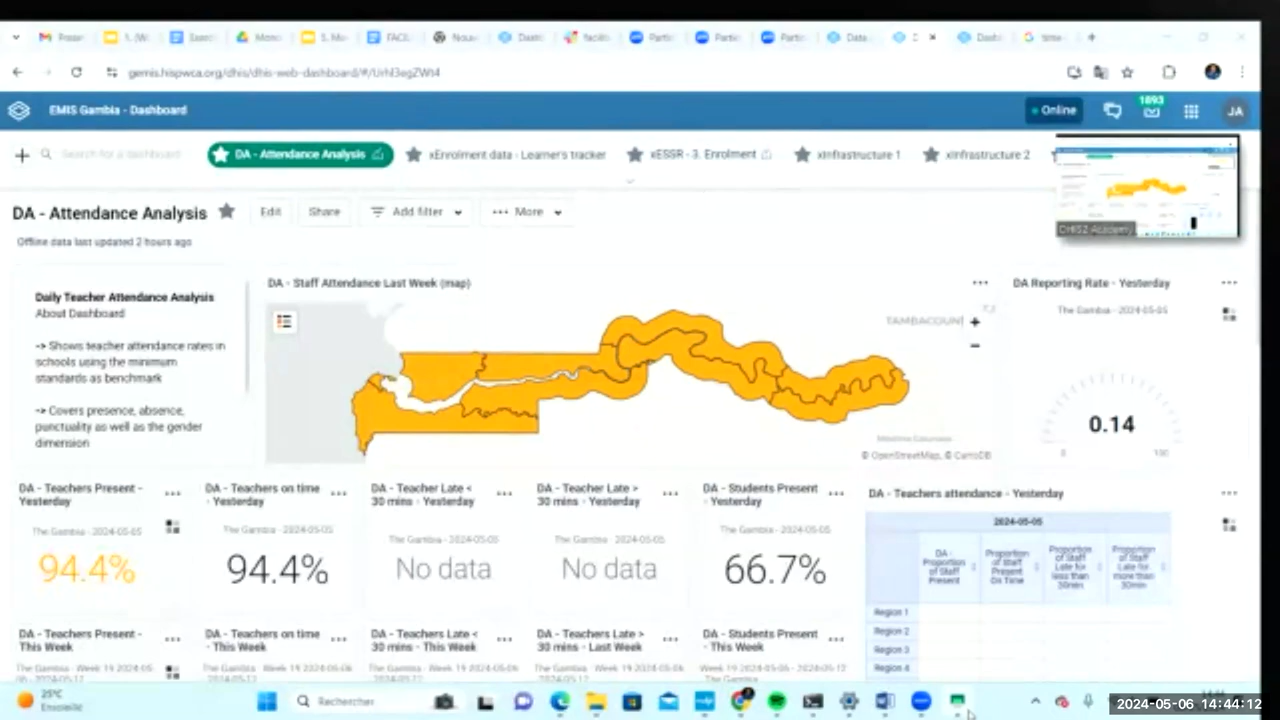 gemis.hispwca.org/dhis/dhis-web-dashboard/#/UrhI3egZWt4
EMIS Gambia - Dashboard
Online
1893
JA
Search for a dashboard
DA - Attendance Analysis
xEnrolment data - Learner's tracker
xESSR - 3. Enrolment
xInfrastructure 1
xInfrastructure 2
DHIS2 Academy
DA - Attendance Analysis
Edit
Share
Add filter
More
Offline data last updated 2 hours ago
Daily Teacher Attendance Analysis
About Dashboard
-> Shows teacher attendance rates in
schools using the minimum
standards as benchmark
-> Covers presence, absence,
punctuality as well as the gender
dimension
DA - Staff Attendance Last Week (map)
© OpenStreetMap, © CartoDB
DA Reporting Rate - Yesterday
The Gambia - 2024-05-05
0.14
0
100
DA - Teachers Present -
Yesterday
The Gambia - 2024-05-05
94.4%
DA - Teachers on time
- Yesterday
The Gambia - 2024-05-05
94.4%
DA - Teacher Late <
30 mins - Yesterday
The Gambia - 2024-05-05
No data
DA - Teacher Late >
30 mins - Yesterday
The Gambia - 2024-05-05
No data
DA - Students Present
- Yesterday
The Gambia - 2024-05-05
66.7%
DA - Teachers attendance - Yesterday
2024-05-05
DA -
Proportion
of Staff
Present
Proportion
of Staff
Present
On Time
Proportion
of Staff
Late for
less than
30min
Proportion
of Staff
Late for
more than
30min
Region 1
Region 2
Region 3
Region 4
DA - Teachers Present -
This Week
DA - Teachers on time
- This Week
DA - Teachers Late <
30 mins - This Week
DA - Teachers Late >
30 mins - Last Week
DA - Students Present
- This Week
25°C
Ensoleillé
Rechercher
2024-05-06 14:44:12